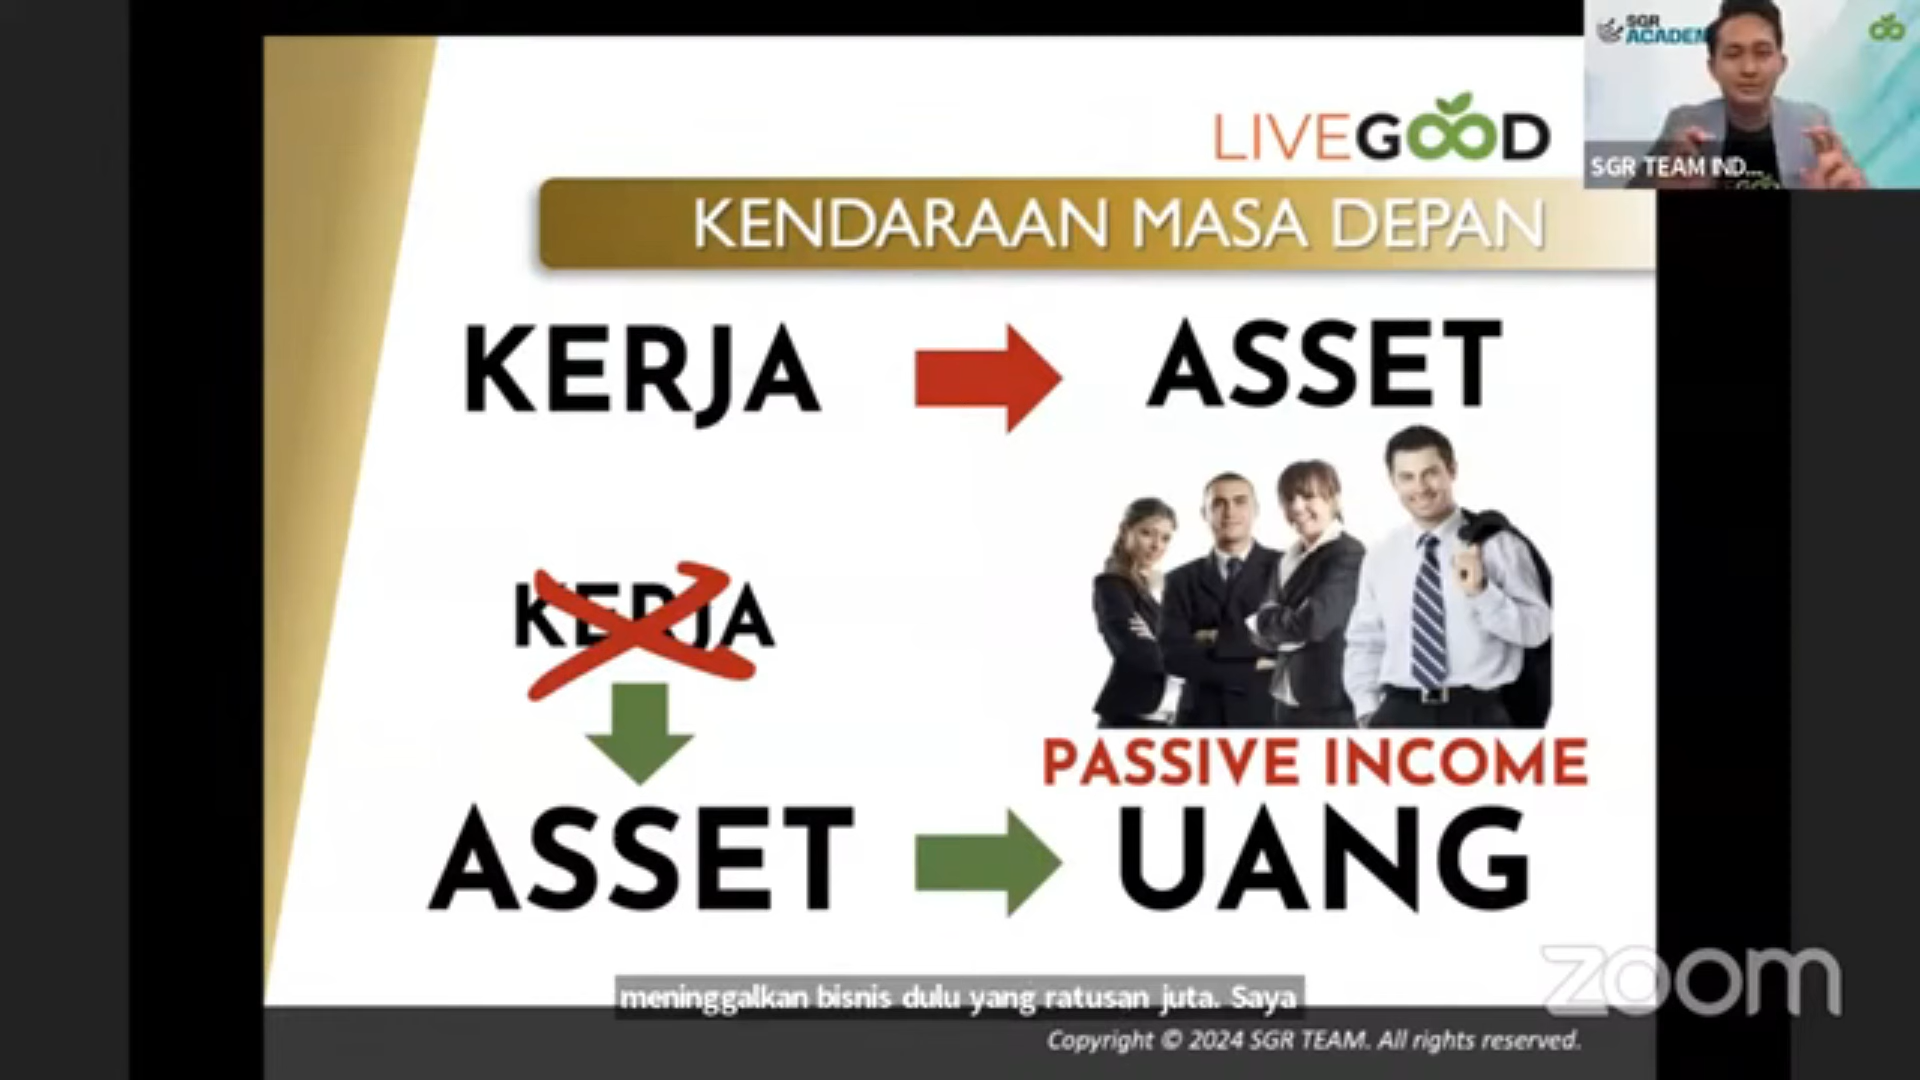 SGR
ACADEM
LIVEGOOD
SGR TEAM IND...
KENDARAAN MASA DEPAN
KERJA
ASSET
KERJA
PASSIVE INCOME
ASSET
UANG
zoom
meninggalkan bisnis dulu yang ratusan juta. Saya
Copyright © 2024 SGR TEAM. All rights reserved.